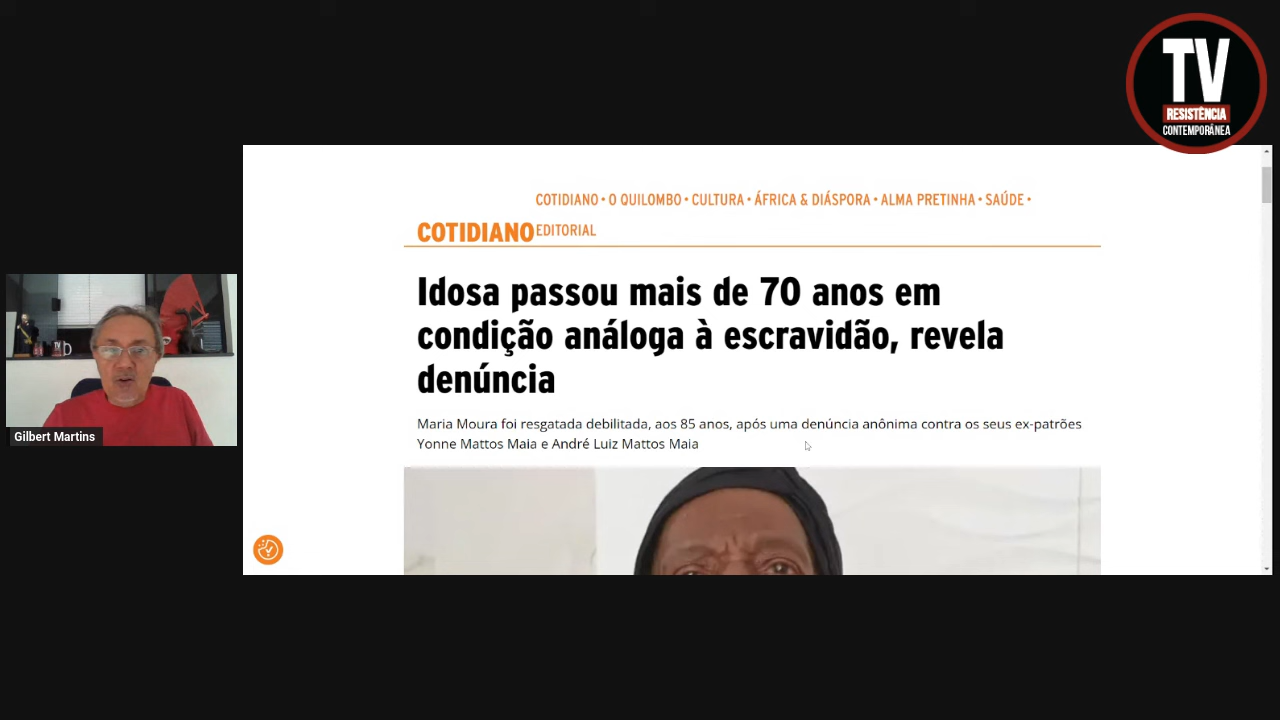 TV
RESISTÊNCIA
CONTEMPORÂNEA
COTIDIANO • O QUILOMBO • CULTURA • ÁFRICA & DIÁSPORA • ALMA PRETINHA • SAÚDE •
COTIDIANO EDITORIAL
Idosa passou mais de 70 anos em
condição análoga à escravidão, revela
denúncia
Maria Moura foi resgatada debilitada, aos 85 anos, após uma denúncia anônima contra os seus ex-patrões
Yonne Mattos Maia e André Luiz Mattos Maia
Gilbert Martins